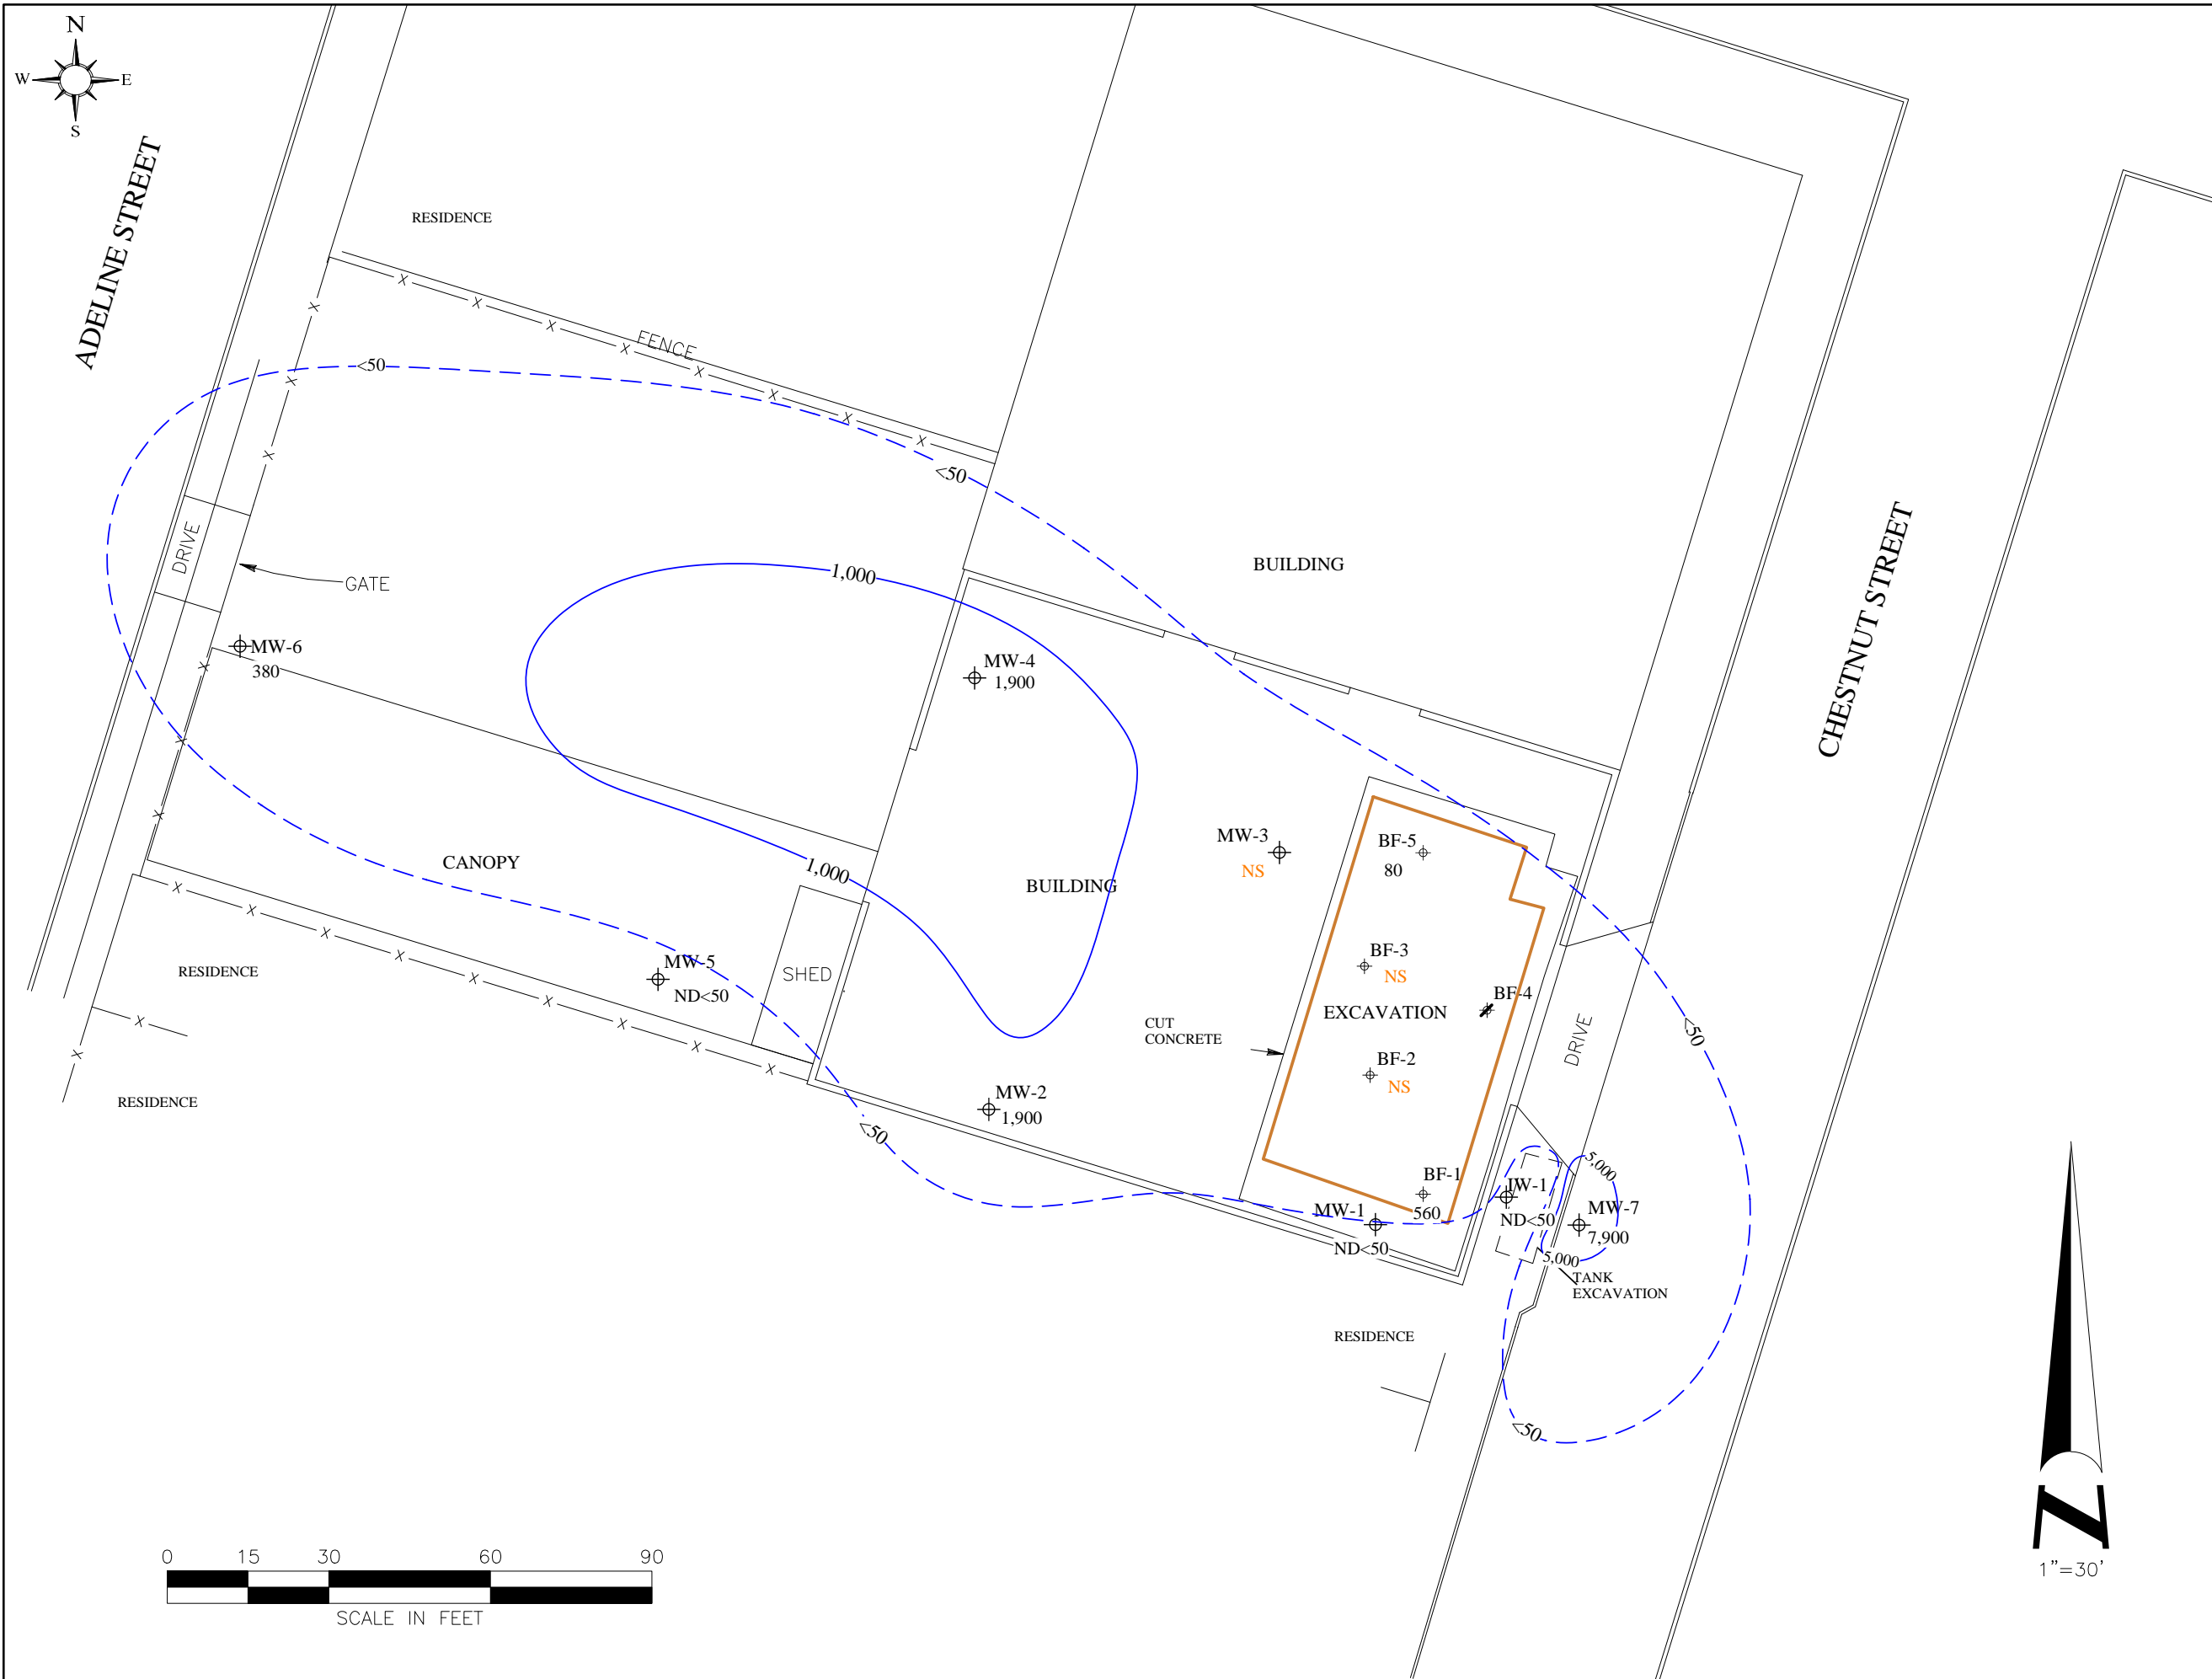 N
W E
S
ADELINE STREET
RESIDENCE
FENCE
<50
<50
DRIVE
GATE
1,000
BUILDING
CHESTNUT STREET
MW-6
380
MW-4
1,900
MW-3
NS
BF-5
80
CANOPY
1,000
BUILDING
MW-5
ND<50
SHED
RESIDENCE
BF-3
NS
BF-4
EXCAVATION
CUT
CONCRETE
<50
DRIVE
BF-2
NS
RESIDENCE
MW-2
1,900
<50
BF-1
560
MW-1
ND<50
IW-1
ND<50
5,000
MW-7
7,900
5,000
TANK
EXCAVATION
RESIDENCE
<50
0 15 30 60 90
SCALE IN FEET
N
1"=30'
X X X X X X X X
X X X X X X X
X X X X X X X X X
X X